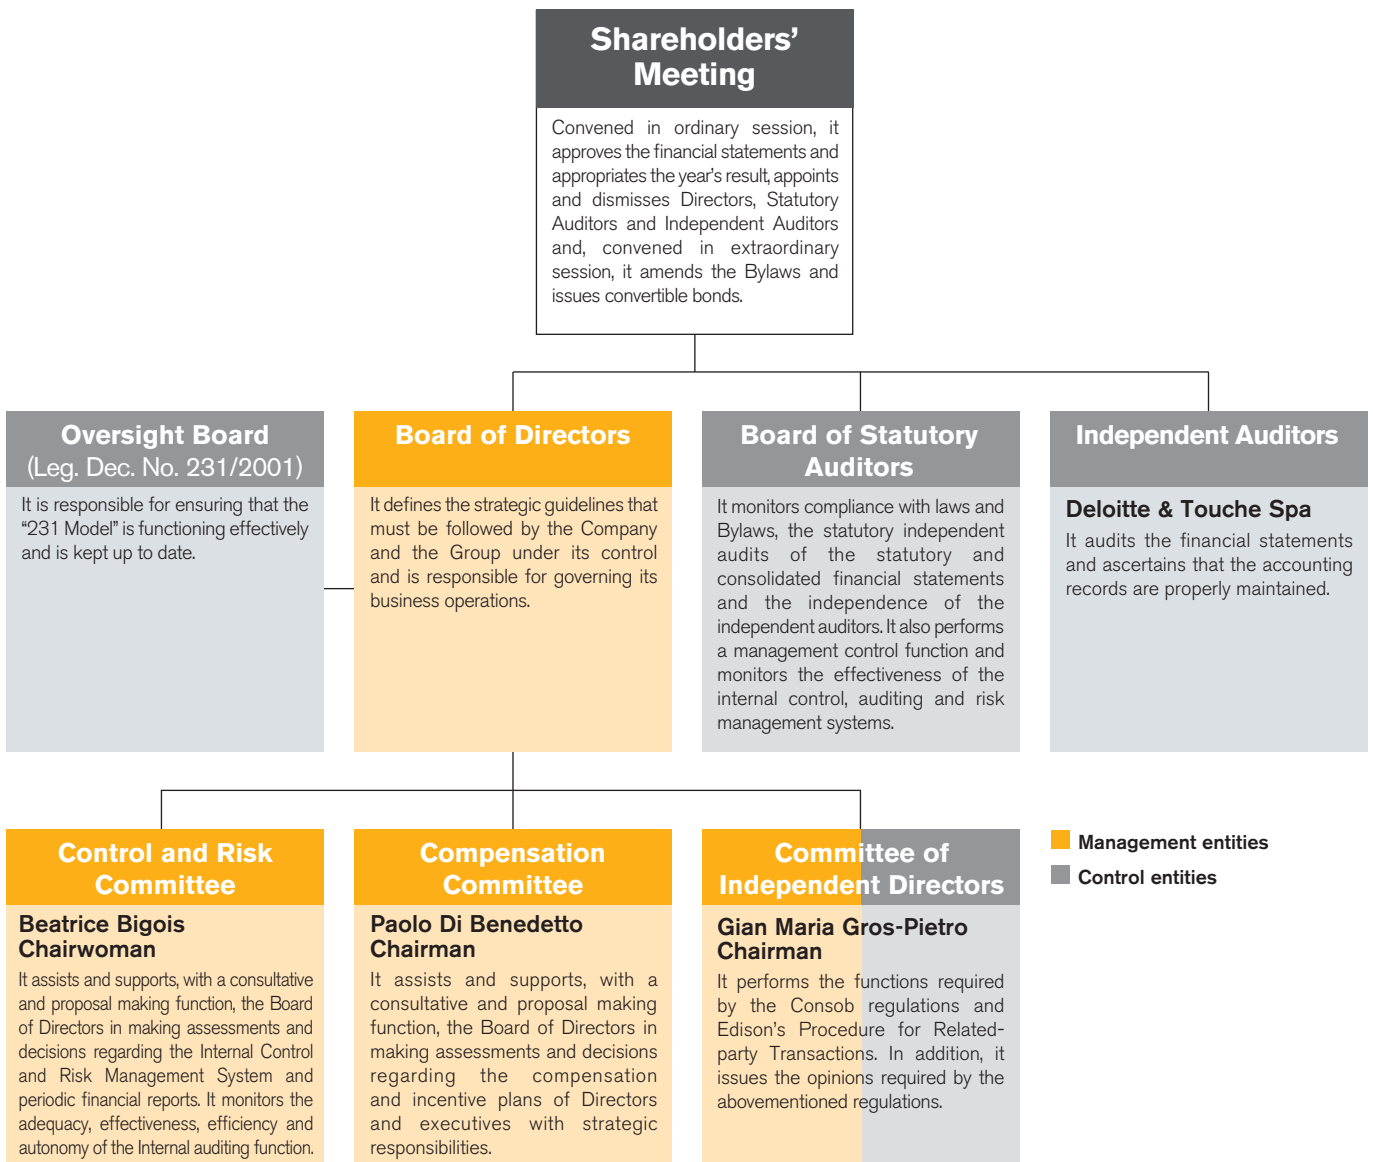 Shareholders'
Meeting
Convened in ordinary session, it
approves the financial statements and
appropriates the year's result, appoints
and dismisses Directors, Statutory
Auditors and Independent Auditors
and, convened in extraordinary
session, it amends the Bylaws and
issues convertible bonds.
Oversight Board
(Leg. Dec. No. 231/2001)
It is responsible for ensuring that the
“231 Model” is functioning effectively
and is kept up to date.
Board of Directors
It defines the strategic guidelines that
must be followed by the Company
and the Group under its control
and is responsible for governing its
business operations.
Board of Statutory
Auditors
It monitors compliance with laws and
Bylaws, the statutory independent
audits of the statutory and
consolidated financial statements
and the independence of the
independent auditors. It also performs
a management control function and
monitors the effectiveness of the
internal control, auditing and risk
management systems.
Independent Auditors
Deloitte & Touche Spa
It audits the financial statements
and ascertains that the accounting
records are properly maintained.
Control and Risk
Committee
Beatrice Bigois
Chairwoman
It assists and supports, with a consultative
and proposal making function, the Board
of Directors in making assessments and
decisions regarding the Internal Control
and Risk Management System and
periodic financial reports. It monitors the
adequacy, effectiveness, efficiency and
autonomy of the Internal auditing function.
Compensation
Committee
Paolo Di Benedetto
Chairman
It assists and supports, with a
consultative and proposal making
function, the Board of Directors in
making assessments and decisions
regarding the compensation
and incentive plans of Directors
and executives with strategic
responsibilities.
Committee of
Independent Directors
Gian Maria Gros-Pietro
Chairman
It performs the functions required
by the Consob regulations and
Edison's Procedure for Related-
party Transactions. In addition, it
issues the opinions required by the
abovementioned regulations.
Management entities
Control entities